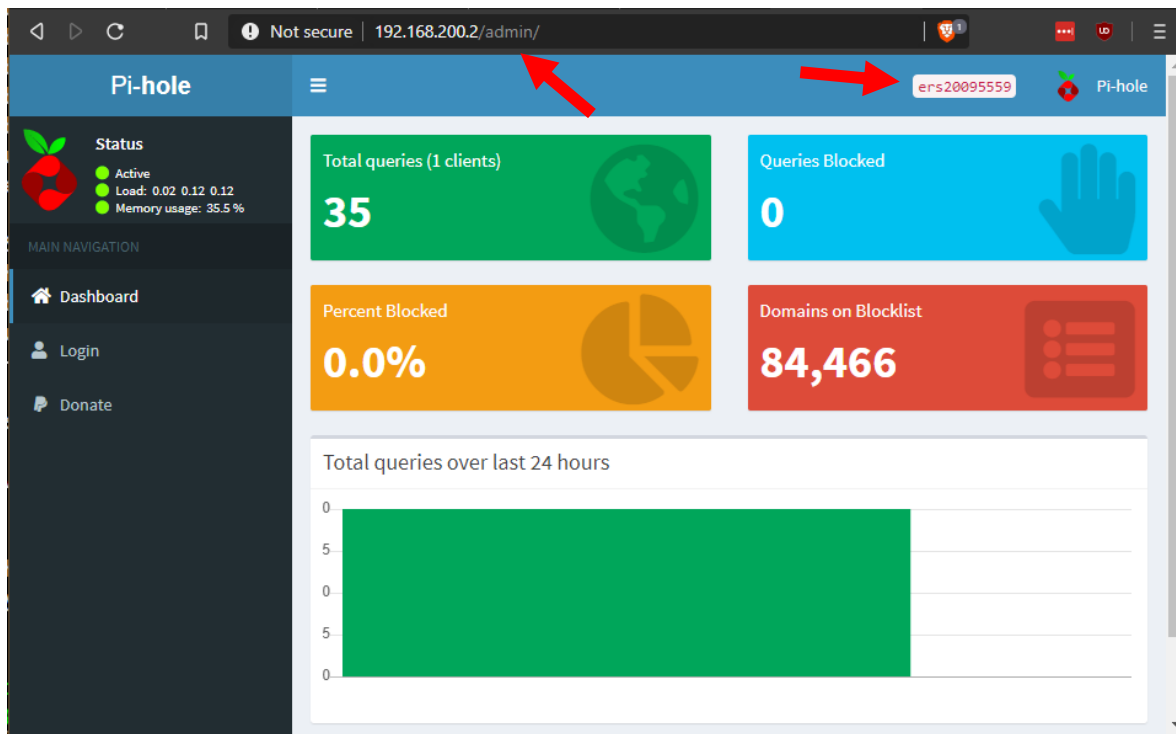 Not secure | 192.168.200.2/admin/
1
UD
Pi-hole
ers20095559
Pi-hole
Status
Active
Load: 0.02 0.12 0.12
Memory usage: 35.5 %
MAIN NAVIGATION
Dashboard
Login
Donate
Total queries (1 clients)
35
Queries Blocked
0
Percent Blocked
0.0%
Domains on Blocklist
84,466
Total queries over last 24 hours
0
5
0
5
0